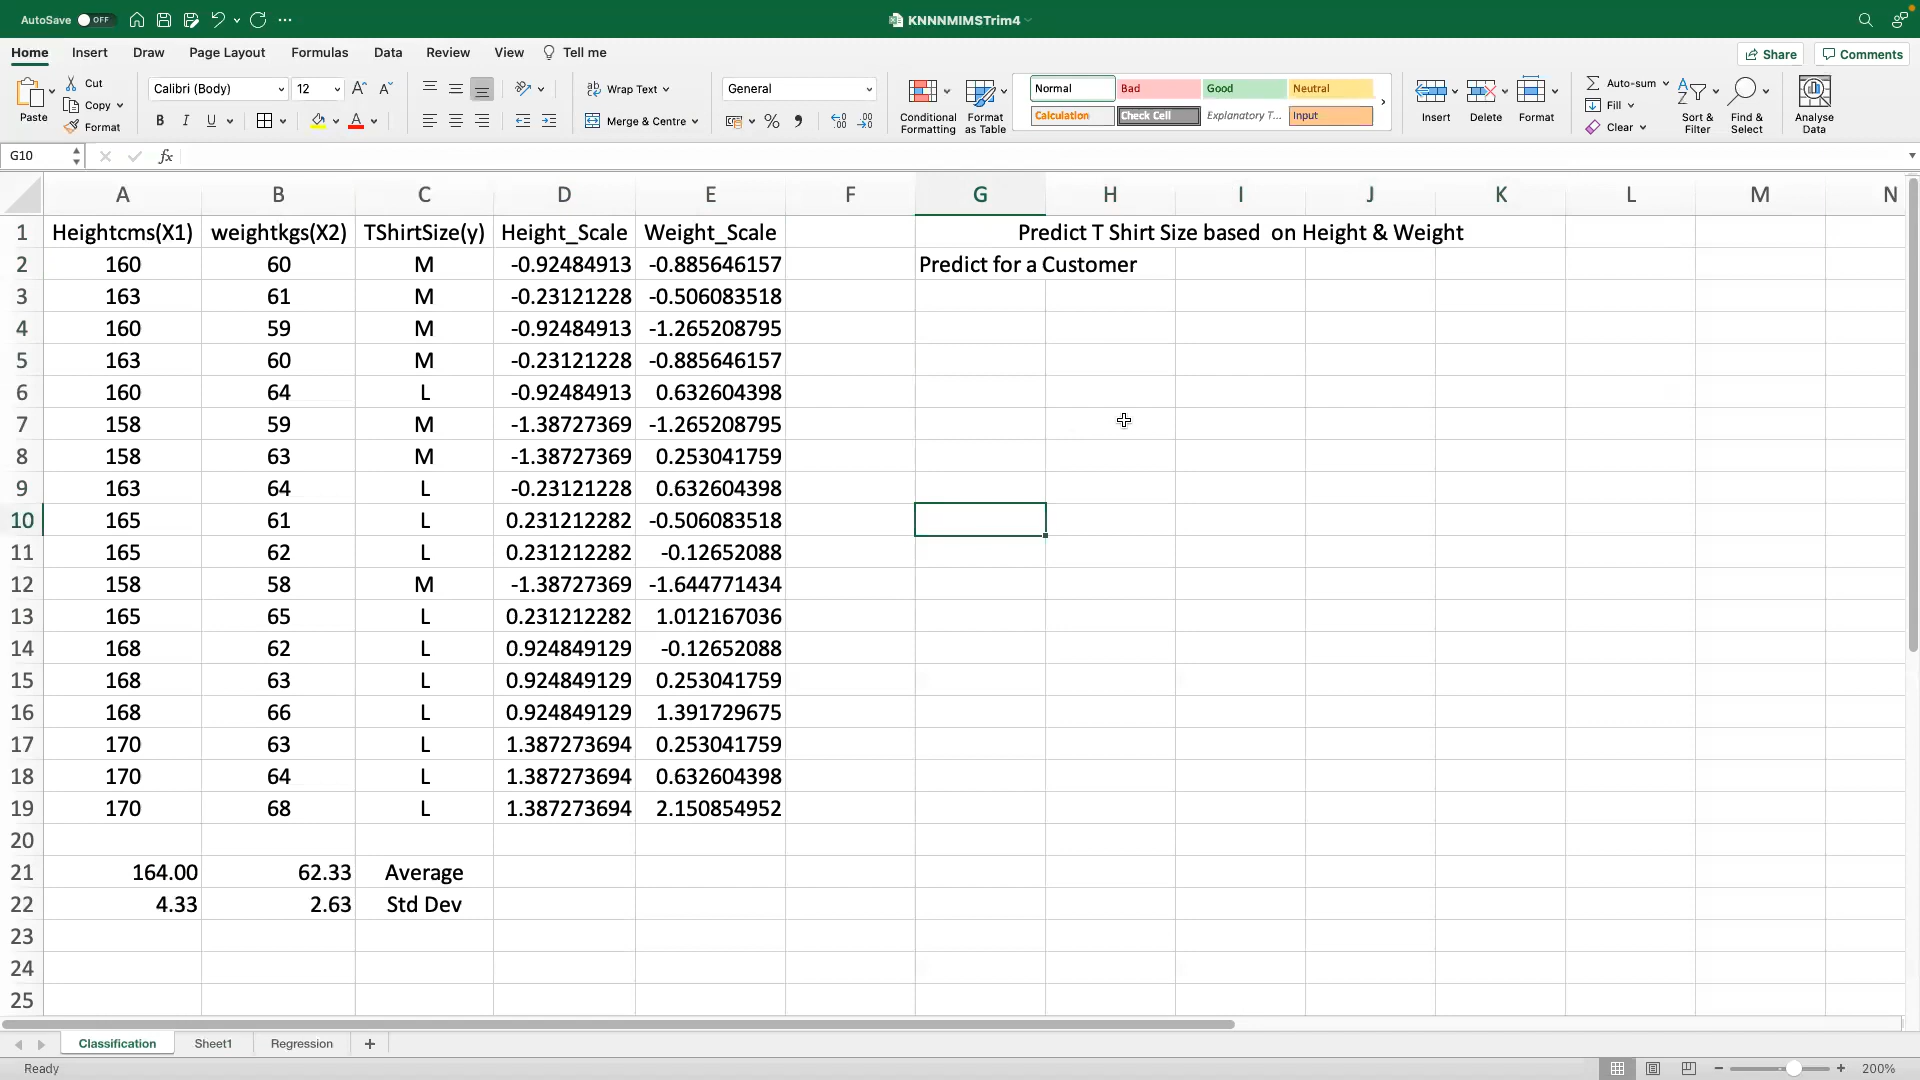 AutoSave OFF
KNNNMIMSTrim4
Home Insert Draw Page Layout Formulas Data Review View Tell me
Share Comments
Paste
Cut
Copy
Format
Calibri (Body) 12
B I U
Wrap Text
Merge & Centre
General
Conditional Formatting
Format as Table
Normal Bad Good Neutral
Calculation Check Cell Explanatory T... Input
Insert Delete Format
Auto-sum
Fill
Clear
Sort & Filter
Find & Select
Analyse Data
G10 fx
A B C D E F G H I J K L M N
1 Heightcms(X1) weightkgs(X2) TShirtSize(y) Height_Scale Weight_Scale Predict T Shirt Size based on Height & Weight
2 160 60 M -0.92484913 -0.885646157 Predict for a Customer
3 163 61 M -0.23121228 -0.506083518
4 160 59 M -0.92484913 -1.265208795
5 163 60 M -0.23121228 -0.885646157
6 160 64 L -0.92484913 0.632604398
7 158 59 M -1.38727369 -1.265208795
8 158 63 M -1.38727369 0.253041759
9 163 64 L -0.23121228 0.632604398
10 165 61 L 0.231212282 -0.506083518
11 165 62 L 0.231212282 -0.12652088
12 158 58 M -1.38727369 -1.644771434
13 165 65 L 0.231212282 1.012167036
14 168 62 L 0.924849129 -0.12652088
15 168 63 L 0.924849129 0.253041759
16 168 66 L 0.924849129 1.391729675
17 170 63 L 1.387273694 0.253041759
18 170 64 L 1.387273694 0.632604398
19 170 68 L 1.387273694 2.150854952
20
21 164.00 62.33 Average
22 4.33 2.63 Std Dev
23
24
25
Classification Sheet1 Regression
Ready 200%